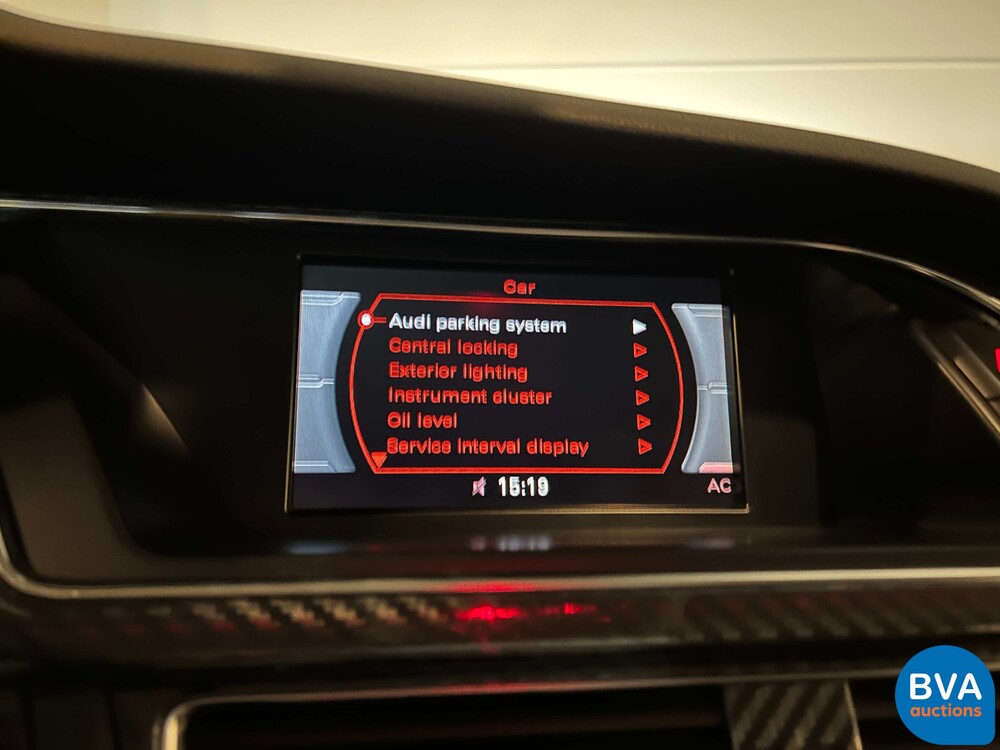 Car
Audi parking system
Central locking
Exterior lighting
Instrument cluster
Oil level
Service interval display
15:19
AC
BVA
auctions